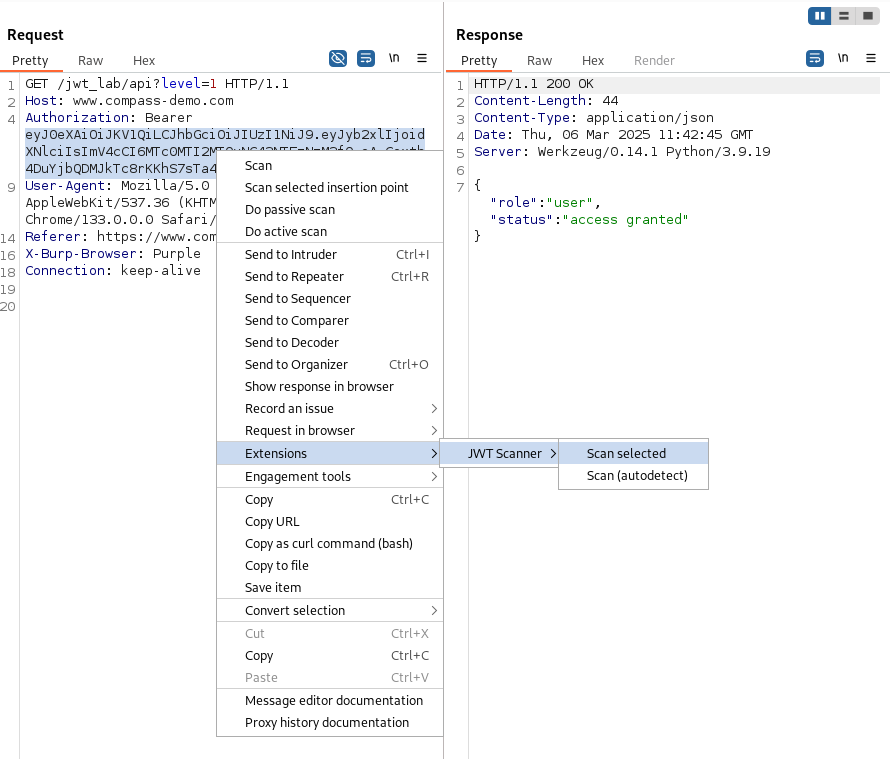 Request
Pretty Raw Hex \n
1 GET /jwt_lab/api?level=1 HTTP/1.1
2 Host: www.compass-demo.com
4 Authorization: Bearer
eyJ0eXAiOiJKV1QiLCJhbGciOiJIUzI1NiJ9.eyJyb2xlIjoid
XNlciIsImV4cCI6MTc0MTI2M
4DuYjbQDMJkTc8rKKhS7sTa4
9 User-Agent: Mozilla/5.0
AppleWebKit/537.36 (KHTM
Chrome/133.0.0.0 Safari/
14 Referer: https://www.com
16 X-Burp-Browser: Purple
18 Connection: keep-alive
19
20
Scan
Scan selected insertion point
Do passive scan
Do active scan
Send to Intruder Ctrl+I
Send to Repeater Ctrl+R
Send to Sequencer
Send to Comparer
Send to Decoder
Send to Organizer Ctrl+O
Show response in browser
Record an issue
Request in browser
Extensions
Engagement tools
Copy Ctrl+C
Copy URL
Copy as curl command (bash)
Copy to file
Save item
Convert selection
Cut Ctrl+X
Copy Ctrl+C
Paste Ctrl+V
Message editor documentation
Proxy history documentation
JWT Scanner
Scan selected
Scan (autodetect)
Response
Pretty Raw Hex Render \n
1 HTTP/1.1 200 OK
2 Content-Length: 44
3 Content-Type: application/json
4 Date: Thu, 06 Mar 2025 11:42:45 GMT
5 Server: Werkzeug/0.14.1 Python/3.9.19
6
7 {
"role":"user",
"status":"access granted"
}